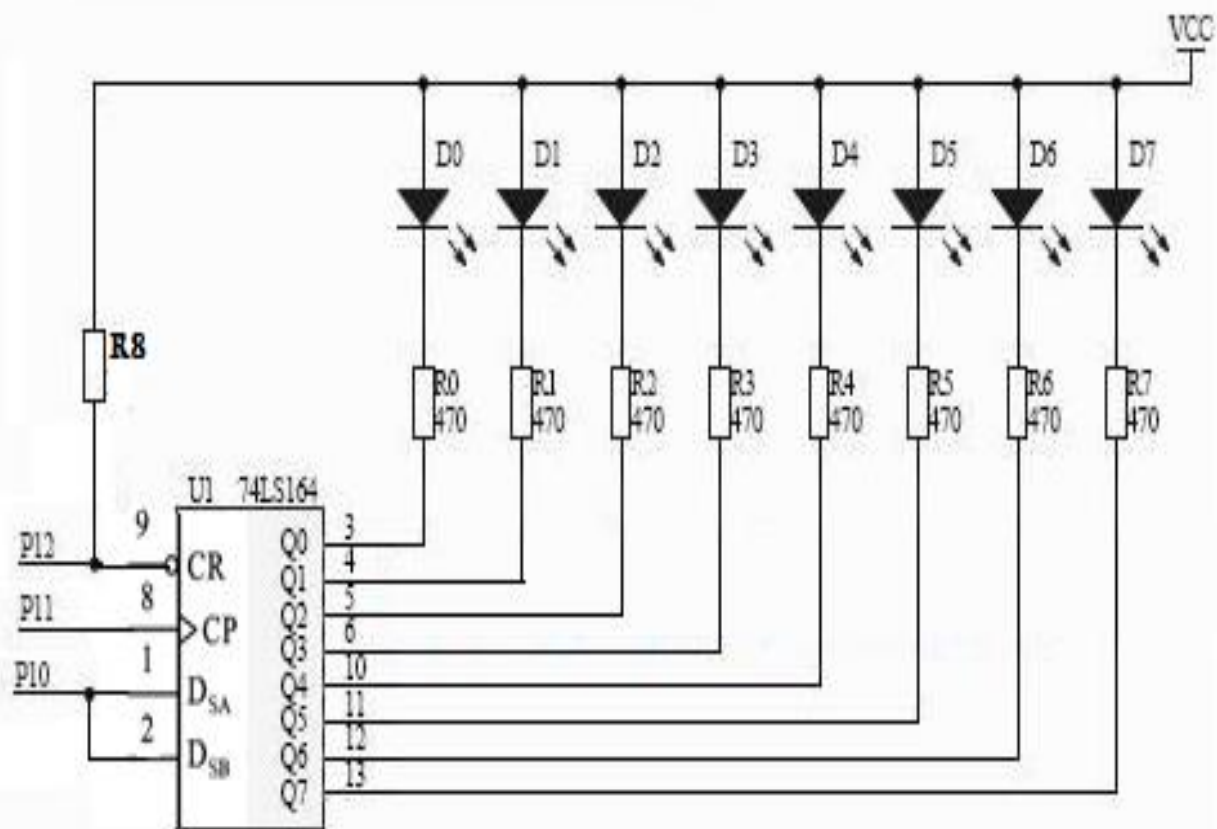 VCC
D0 D1 D2 D3 D4 D5 D6 D7
R8
R0 R1 R2 R3 R4 R5 R6 R7
470 470 470 470 470 470 470 470
U1 74LS164
9
P12
CR
8
P11
CP
1
P10
DSA
2
DSB
Q0 3
Q1 4
Q2 5
Q3 6
Q4 10
Q5 11
Q6 12
Q7 13